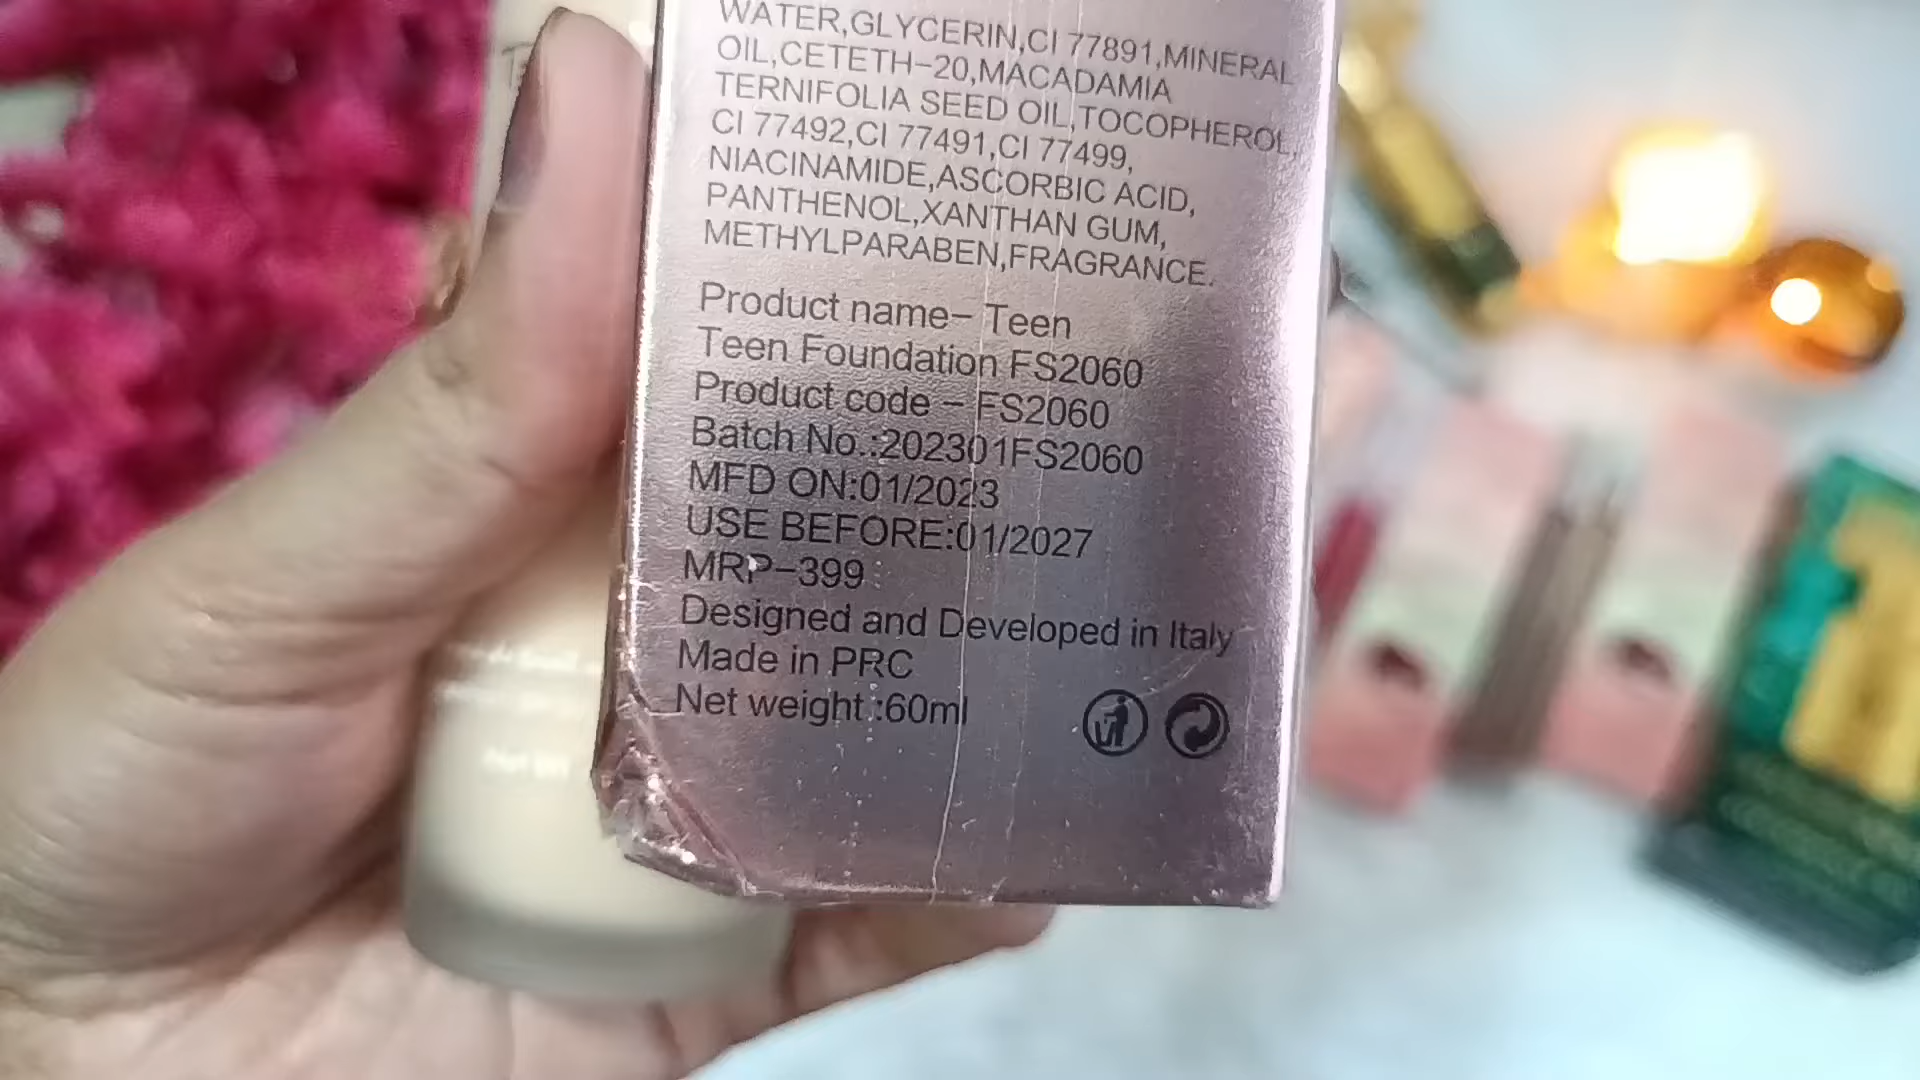 WATER,GLYCERIN,CI 77891,MINERAL
OIL,CETETH-20,MACADAMIA
TERNIFOLIA SEED OIL,TOCOPHEROL,
CI 77492,CI 77491,CI 77499,
NIACINAMIDE,ASCORBIC ACID,
PANTHENOL,XANTHAN GUM,
METHYLPARABEN,FRAGRANCE.
Product name- Teen
Teen Foundation FS2060
Product code - FS2060
Batch No.:202301FS2060
MFD ON:01/2023
USE BEFORE:01/2027
MRP-399
Designed and Developed in Italy
Made in PRC
Net weight:60ml